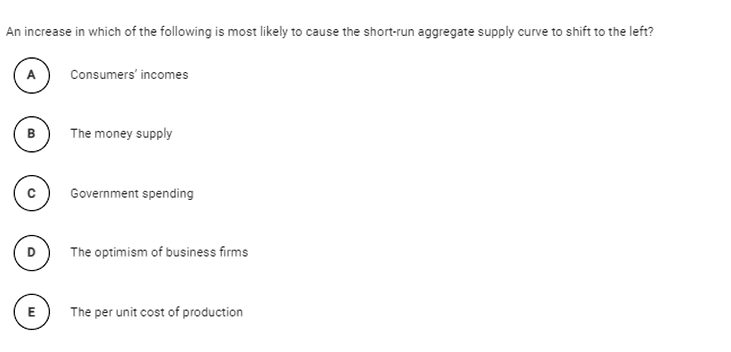 An increase in which of the following is most likely to cause the short-run aggregate supply curve to shift to the left?
A Consumers' incomes
B The money supply
C Government spending
D The optimism of business firms
E The per unit cost of production